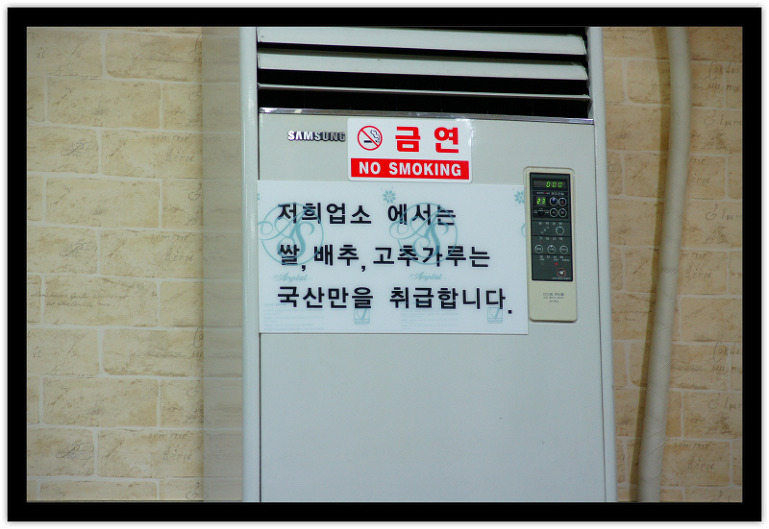 SAMSUNG
금연
NO SMOKING
저희업소 에서는
쌀, 배추, 고추가루는
국산만을 취급합니다.